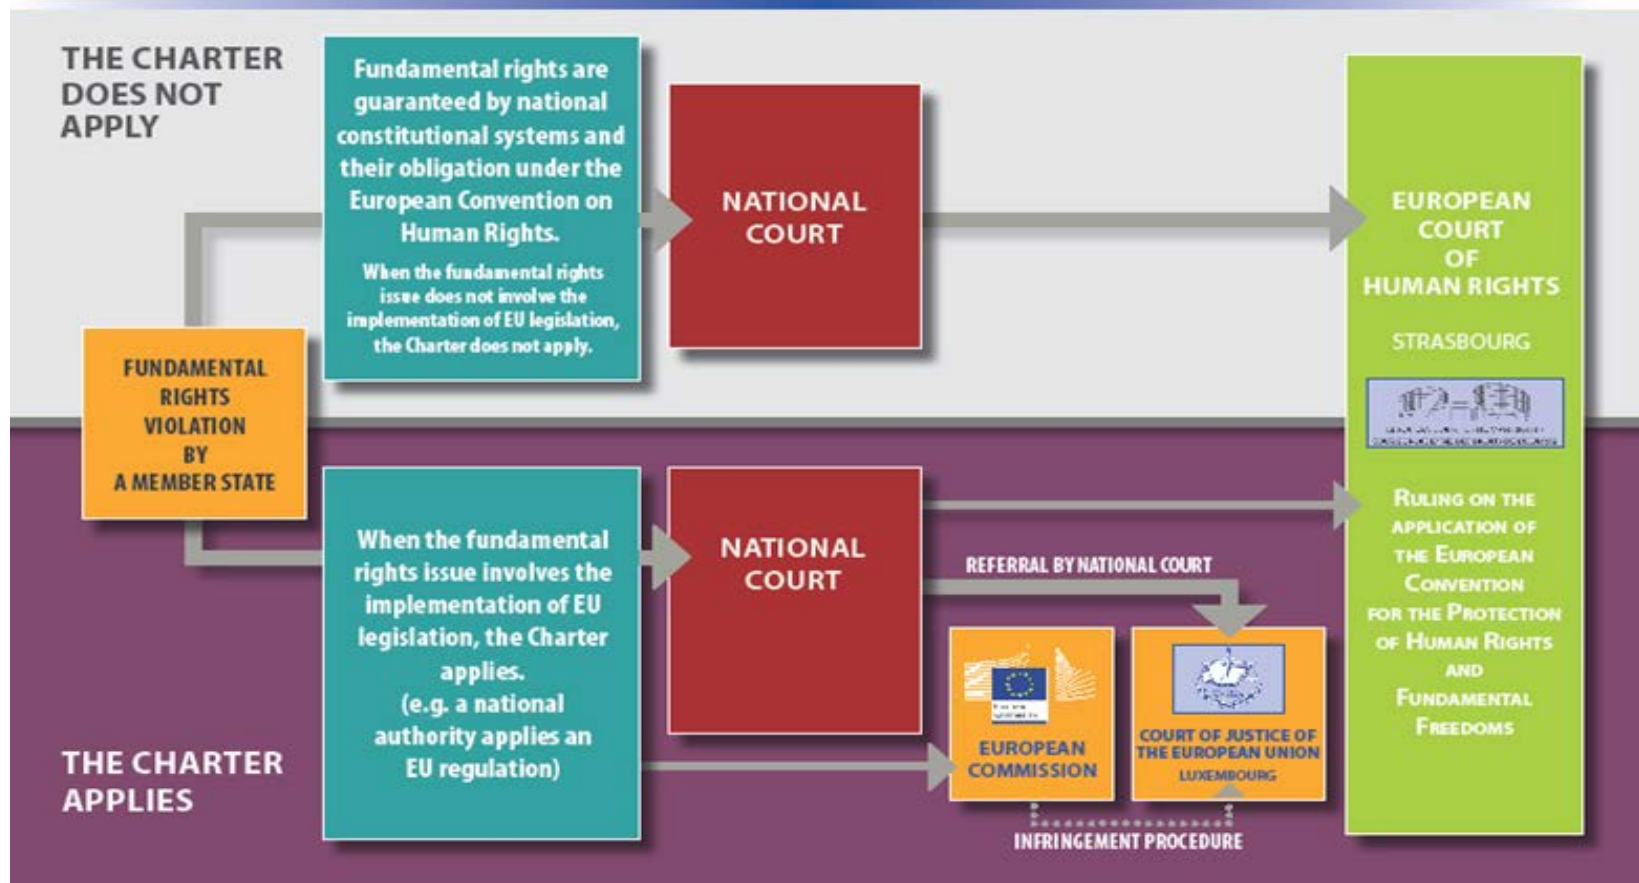 THE CHARTER
DOES NOT
APPLY
Fundamental rights are
guaranteed by national
constitutional systems and
their obligation under the
European Convention on
Human Rights.
When the fundamental rights
issue does not involve the
implementation of EU legislation,
the Charter does not apply.
NATIONAL
COURT
EUROPEAN
COURT
OF
HUMAN RIGHTS
STRASBOURG
RULING ON THE
APPLICATION OF
THE EUROPEAN
CONVENTION
FOR THE PROTECTION
OF HUMAN RIGHTS
AND
FUNDAMENTAL
FREEDOMS
FUNDAMENTAL
RIGHTS
VIOLATION
BY
A MEMBER STATE
When the fundamental
rights issue involves the
implementation of EU
legislation, the Charter
applies.
(e.g. a national
authority applies an
EU regulation)
NATIONAL
COURT
REFERRAL BY NATIONAL COURT
EUROPEAN
COMMISSION
COURT OF JUSTICE OF
THE EUROPEAN UNION
LUXEMBOURG
INFRINGEMENT PROCEDURE
THE CHARTER
APPLIES